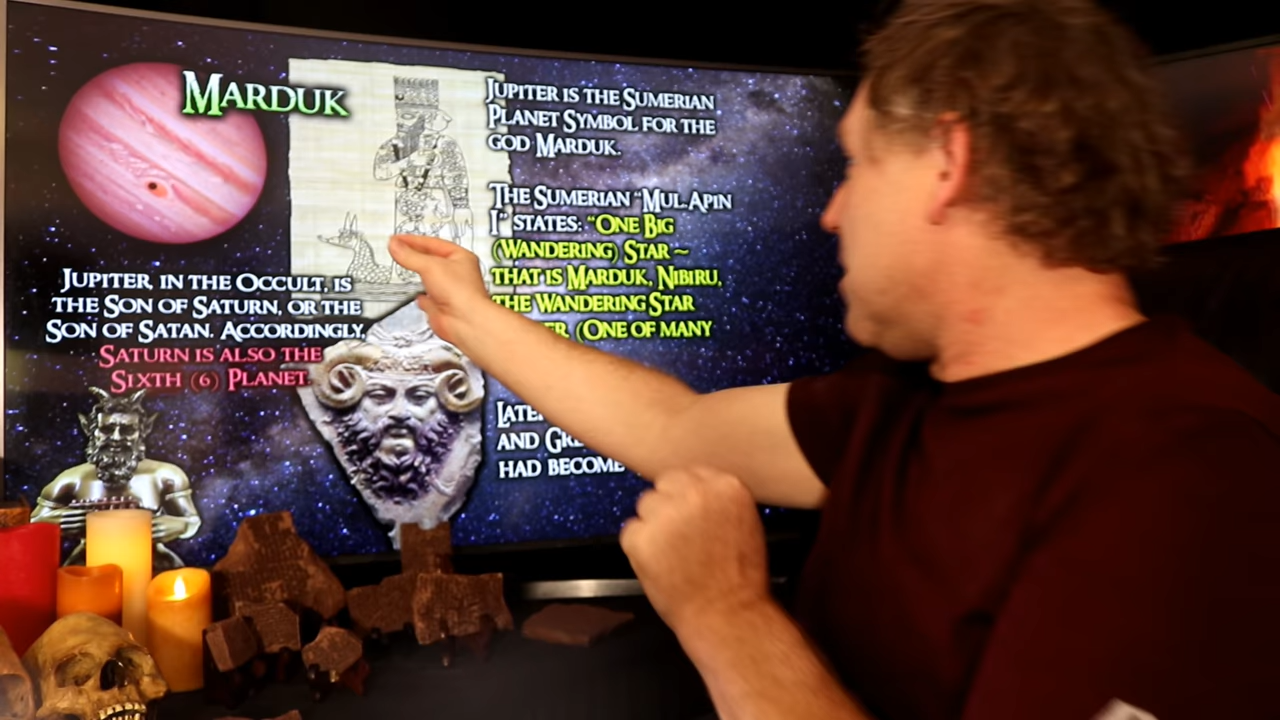 MARDUK
JUPITER IS THE SUMERIAN
PLANET SYMBOL FOR THE
GOD MARDUK.
THE SUMERIAN "MUL.APIN
I" STATES: "ONE BIG
(WANDERING) STAR ~
THAT IS MARDUK, NIBIRU,
THE WANDERING STAR
(ONE OF MANY
AND
HAD BECOME
JUPITER, IN THE OCCULT, IS
THE SON OF SATURN, OR THE
SON OF SATAN. ACCORDINGLY,
SATURN IS ALSO THE
SIXTH (6) PLANET.